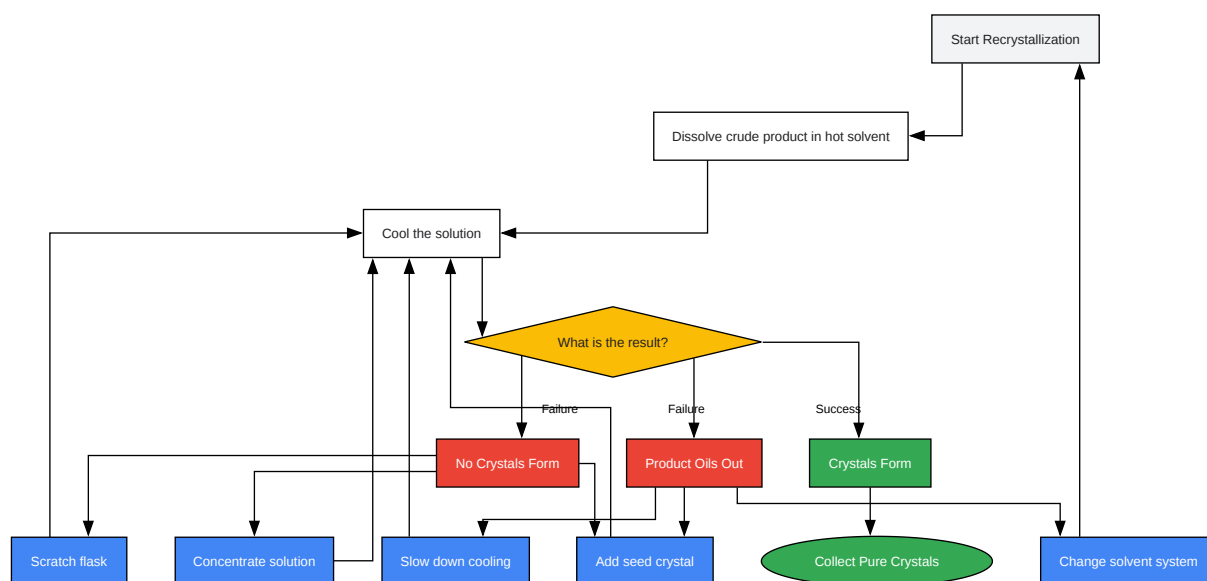 Start Recrystallization
Dissolve crude product in hot solvent
Cool the solution
What is the result?
Failure
Failure
Success
No Crystals Form
Product Oils Out
Crystals Form
Scratch flask
Concentrate solution
Slow down cooling
Add seed crystal
Collect Pure Crystals
Change solvent system